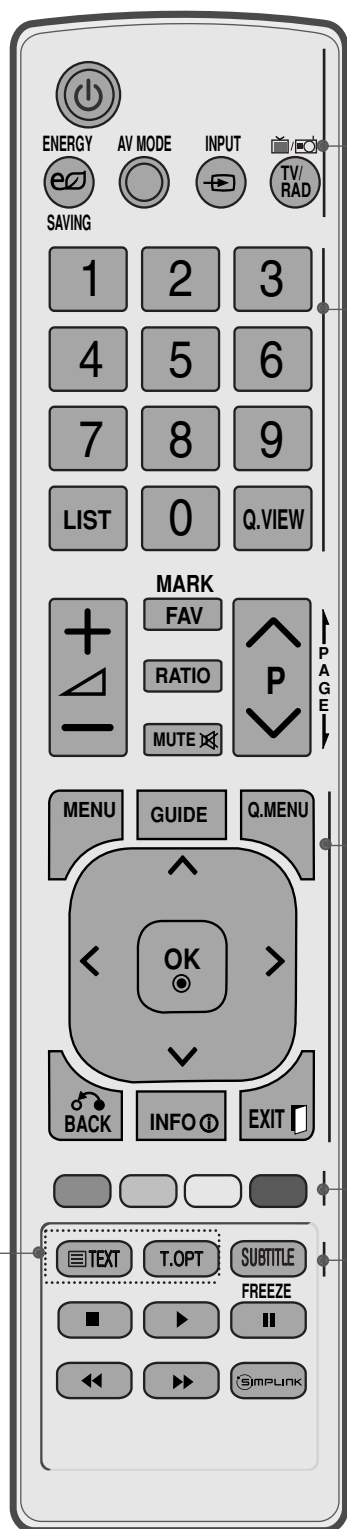 ENERGY AV MODE INPUT
TV/
RAD
SAVING
1 2 3
4 5 6
7 8 9
LIST 0 Q.VIEW
MARK
FAV
RATIO
P
PAGE
MUTE
MENU GUIDE Q.MENU
OK
BACK INFO EXIT
TEXT T.OPT SUBTITLE
FREEZE
SIMPLINK